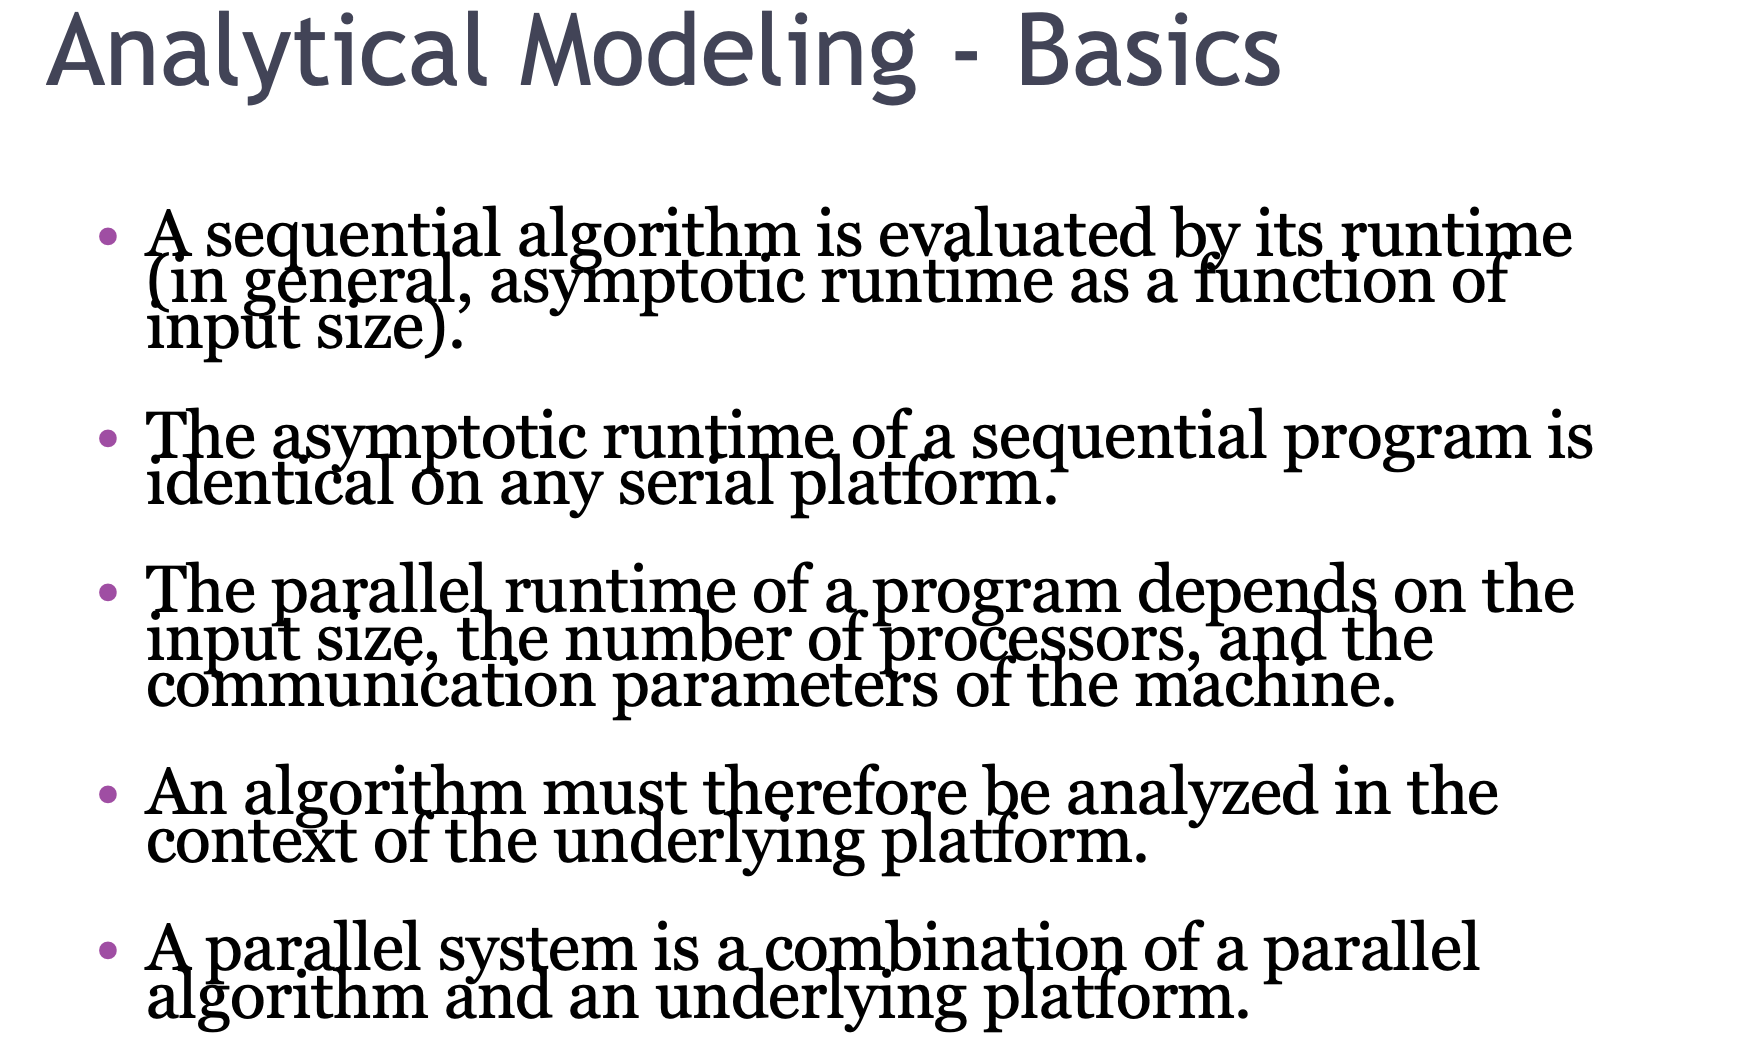 Analytical Modeling - Basics
• A sequential algorithm is evaluated by its runtime
(in general, asymptotic runtime as a function of
input size).
• The asymptotic runtime of a sequential program is
identical on any serial platform.
• The parallel runtime of a program depends on the
input size, the number of processors, and the
communication parameters of the machine.
• An algorithm must therefore be analyzed in the
context of the underlying platform.
• A parallel system is a combination of a parallel
algorithm and an underlying platform.